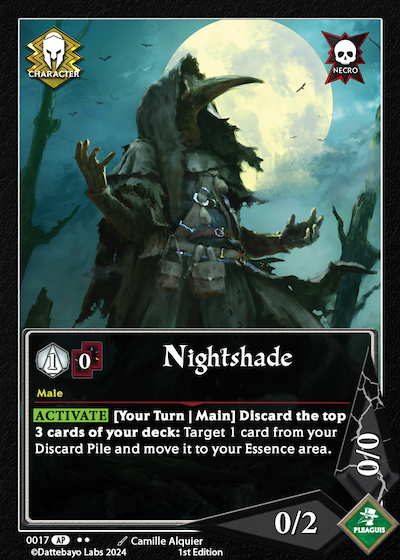 CHARACTER
NECRO
1 0 Nightshade
Male
ACTIVATE [Your Turn | Main] Discard the top
3 cards of your deck: Target 1 card from your
Discard Pile and move it to your Essence area.
0/0
0/2
PLEAGUIS
0017 AP •• Camille Alquier
©Dattebayo Labs 2024 1st Edition